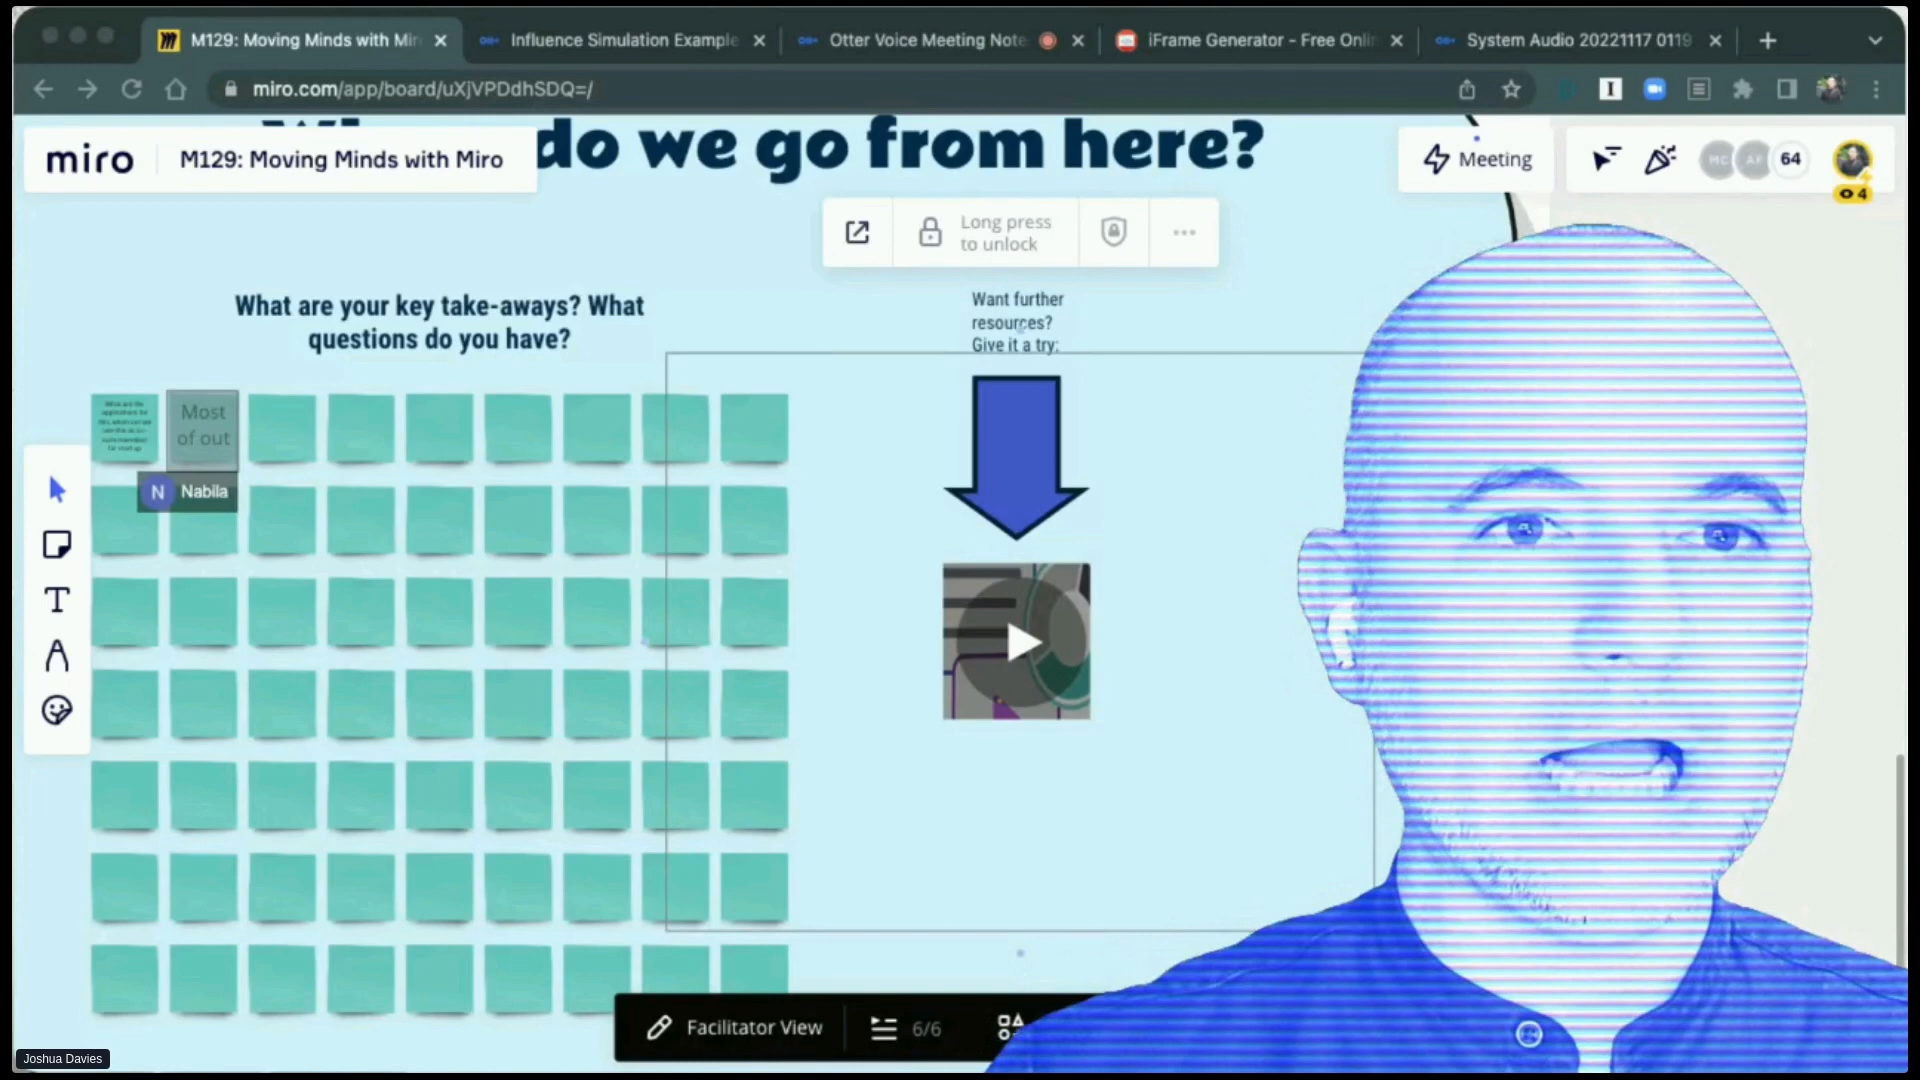 M129: Moving Minds with Mir
Influence Simulation Example
Otter Voice Meeting Note
iFrame Generator - Free Onli
System Audio 20221117 0119
miro.com/app/board/uXjVPDdhSDQ=/
do we go from here?
miro
M129: Moving Minds with Miro
Meeting
MC
AF
64
4
Long press
to unlock
What are your key take-aways? What
questions do you have?
Want further
resources?
Give it a try:
Most
of out
N Nabila
Facilitator View
6/6
Joshua Davies